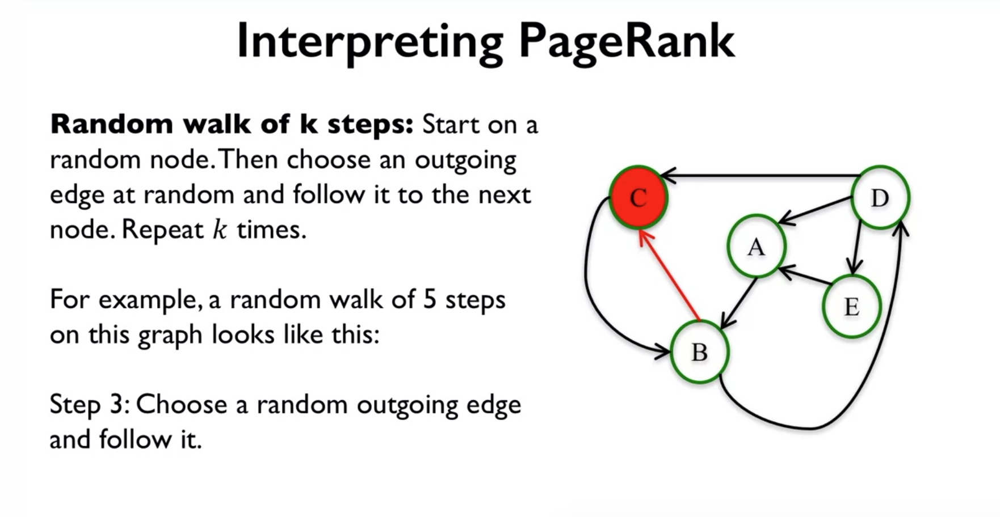 Interpreting PageRank
Random walk of k steps: Start on a
random node. Then choose an outgoing
edge at random and follow it to the next
node. Repeat k times.
For example, a random walk of 5 steps
on this graph looks like this:
Step 3: Choose a random outgoing edge
and follow it.
C
D
A
E
B